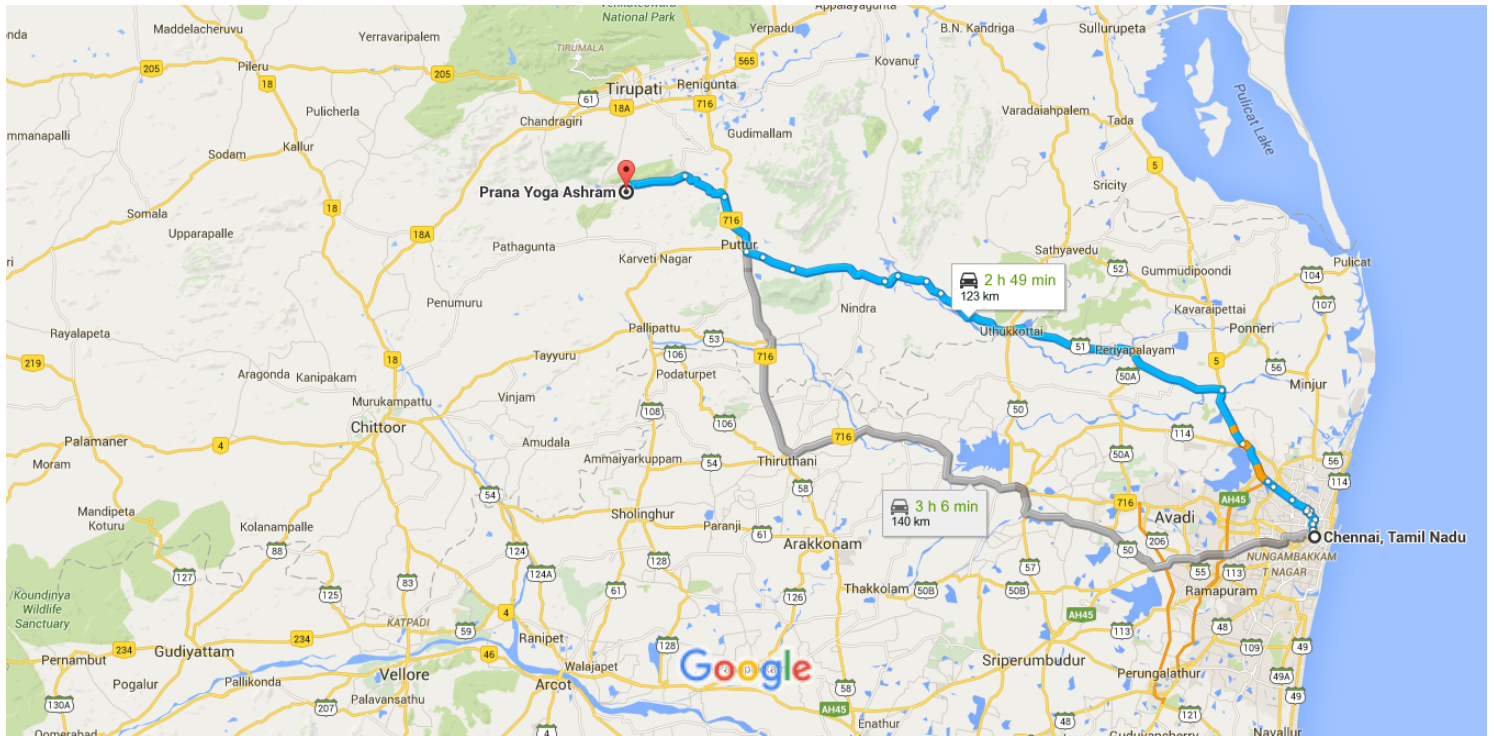 Venkateswara
National Park
Appalayagunta
Maddelacheruvu
Yerravaripalem
Yerpadu
B.N. Kandriga
Sullurupeta
TIRUMALA
205
Pileru
205
565
Kovanur
18
Tirupati
Renigunta
Pulicat Lake
61
18A
716
Varadaiahpalem
Pulicherla
Chandragiri
Tada
Gudimallam
Kallur
Sodam
5
Prana Yoga Ashram
Sricity
Somala
18
716
Upparapalle
18A
Pathagunta
Puttur
Sathyavedu
Karveti Nagar
52
Gummudipoondi
Pulicat
2 h 49 min
123 km
104
Penumuru
107
Nindra
Kavaraipettai
Rayalapeta
Pallipattu
Uthukkottai
Ponneri
53
51
106
Periyapalayam
219
18
Tayyuru
716
5
56
Aragonda
Kanipakam
Podaturpet
50A
Minjur
Murukampattu
Vinjam
108
50
Chittoor
106
114
Palamaner
4
Amudala
716
50A
Moram
Ammaiyarkuppam
54
Thiruthani
56
114
54
58
3 h 6 min
140 km
716
AH45
Mandipeta
Koturu
Kolanampalle
Sholinghur
Paranji
61
Avadi
Chennai, Tamil Nadu
88
124
Arakkonam
50
206
NUNGAMBAKKAM
T NAGAR
127
83
124A
128
57
55
113
Koundinya
Wildlife
Sanctuary
125
61
126
Thakkolam
50B
50B
Ramapuram
4
AH45
KATPADI
59
Ranipet
113
48
234
234
Gudiyattam
46
128
Google
Sriperumbudur
109
49
Pernambut
Vellore
Walajapet
Perungalathur
Pogalur
Pallikonda
Arcot
58
49A
49
130A
207
Palavansathu
AH45
121
48
4
Enathur
Guduvancherry
Navallur